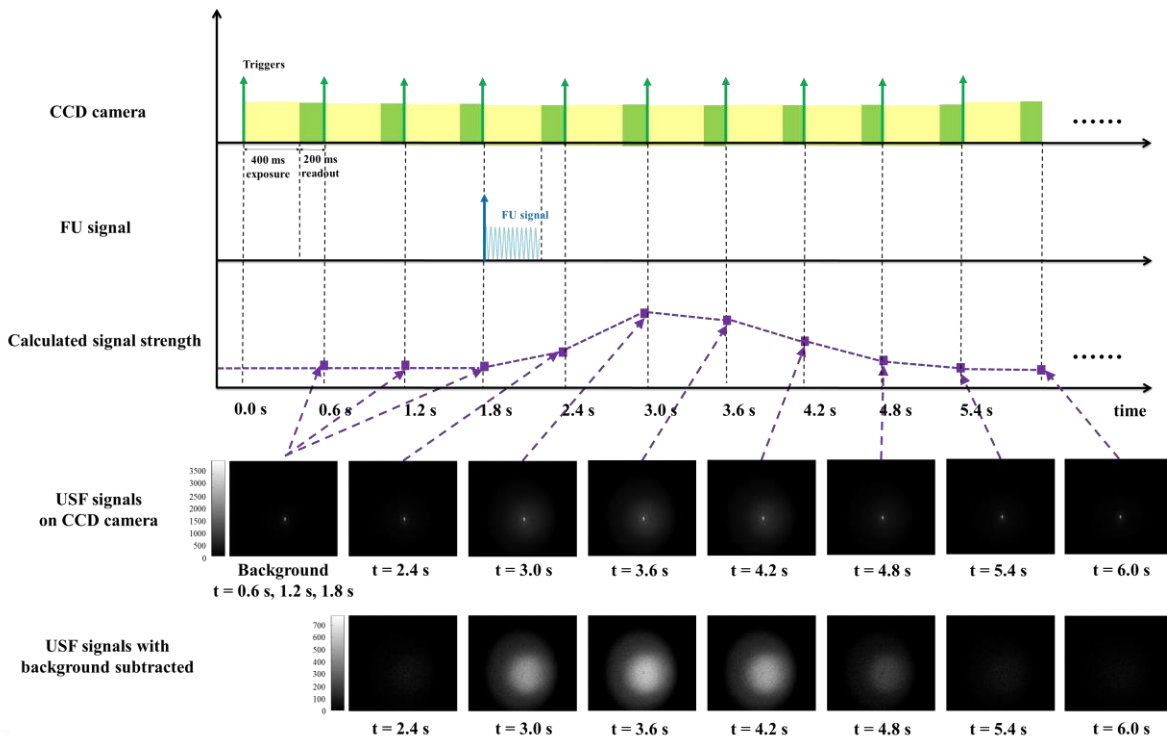 Triggers
CCD camera
400 ms
exposure
200 ms
readout
FU signal
FU signal
Calculated signal strength
0.0 s
0.6 s
1.2 s
1.8 s
2.4 s
3.0 s
3.6 s
4.2 s
4.8 s
5.4 s
time
3500
3000
2500
2000
1500
1000
500
0
USF signals
on CCD camera
Background
t = 0.6 s, 1.2 s, 1.8 s
t = 2.4 s
t = 3.0 s
t = 3.6 s
t = 4.2 s
t = 4.8 s
t = 5.4 s
t = 6.0 s
700
600
500
400
300
200
100
0
USF signals with
background subtracted
t = 2.4 s
t = 3.0 s
t = 3.6 s
t = 4.2 s
t = 4.8 s
t = 5.4 s
t = 6.0 s